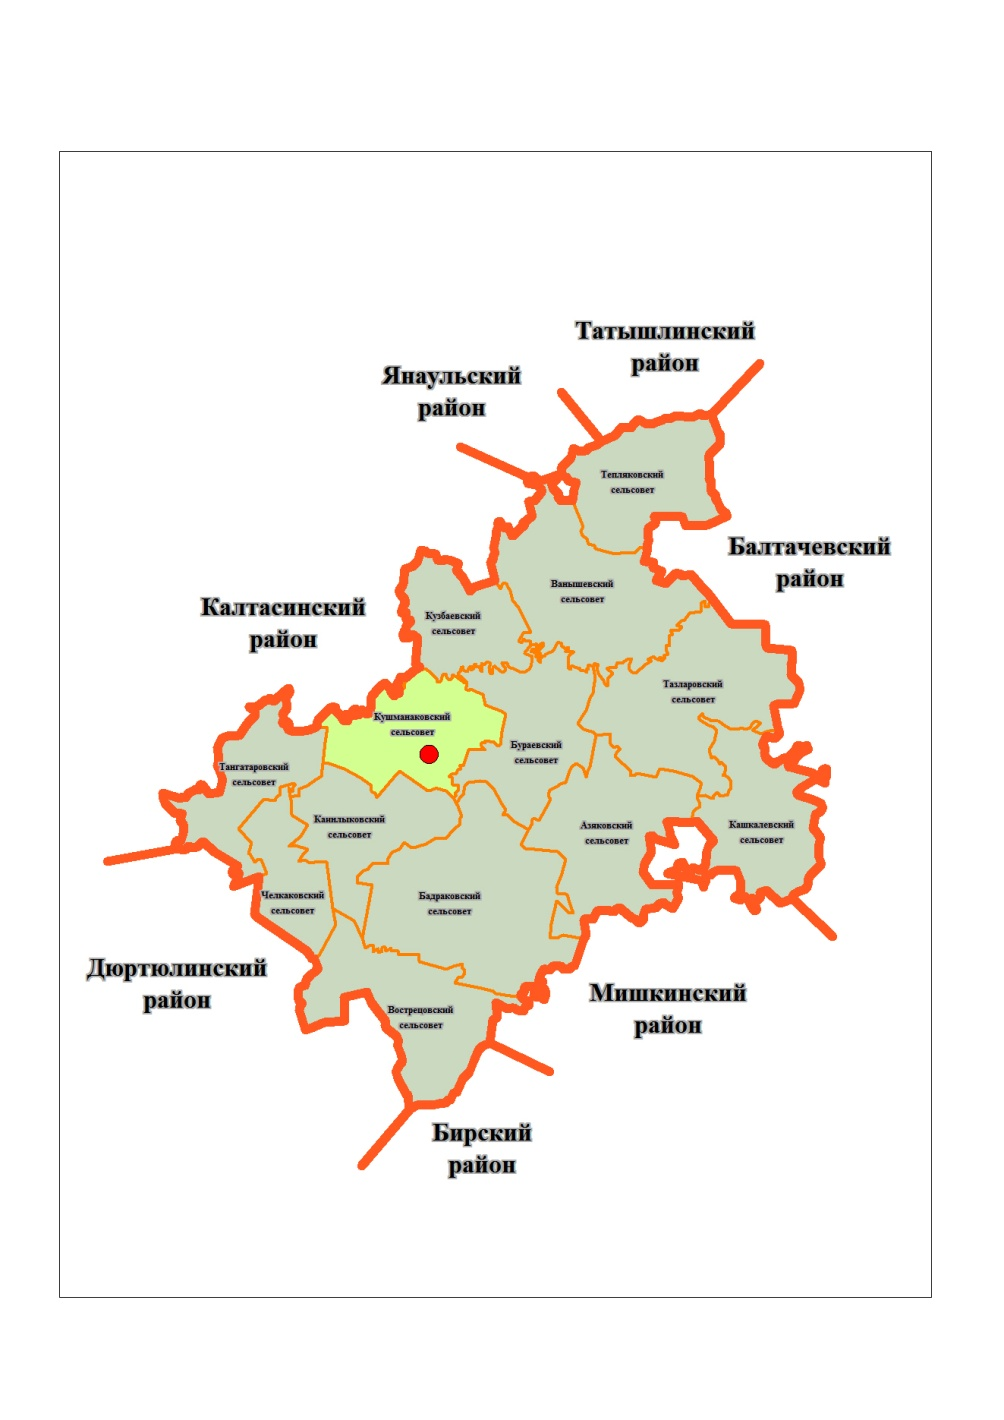 Татышлинский
район
Янаульский
район
Тепляковский
сельсовет
Балтачевский
район
Ванышевский
сельсовет
Калтасинский
район
Кузбаевский
сельсовет
Тазларовский
сельсовет
Кушманаковский
сельсовет
Бураевский
сельсовет
Тангатаровский
сельсовет
Каинлыковский
сельсовет
Азяковский
сельсовет
Кашкалевский
сельсовет
Челкаковский
сельсовет
Бадраковский
сельсовет
Дюртюлинский
район
Мишкинский
район
Вострецовский
сельсовет
Бирский
район